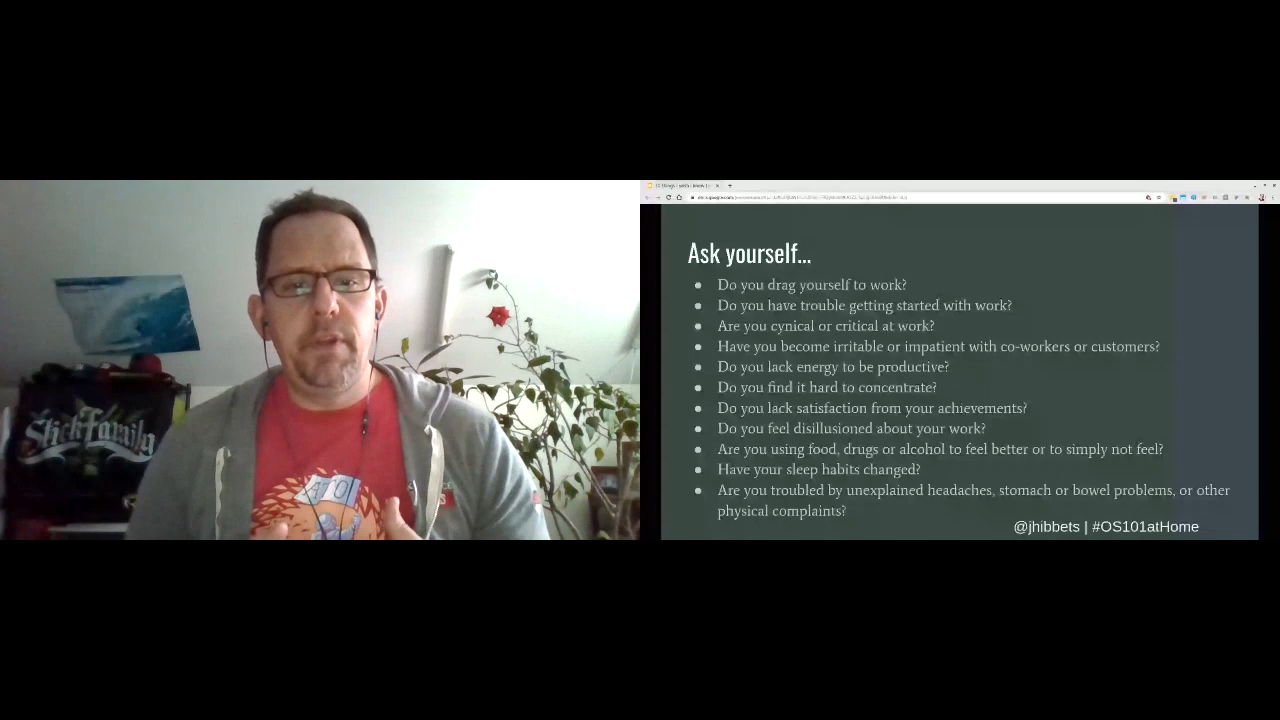 StickFamily
Ask yourself...
● Do you drag yourself to work?
● Do you have trouble getting started with work?
● Are you cynical or critical at work?
● Have you become irritable or impatient with co-workers or customers?
● Do you lack energy to be productive?
● Do you find it hard to concentrate?
● Do you lack satisfaction from your achievements?
● Do you feel disillusioned about your work?
● Are you using food, drugs or alcohol to feel better or to simply not feel?
● Have your sleep habits changed?
● Are you troubled by unexplained headaches, stomach or bowel problems, or other
physical complaints?
@jhibbets | #OS101atHome